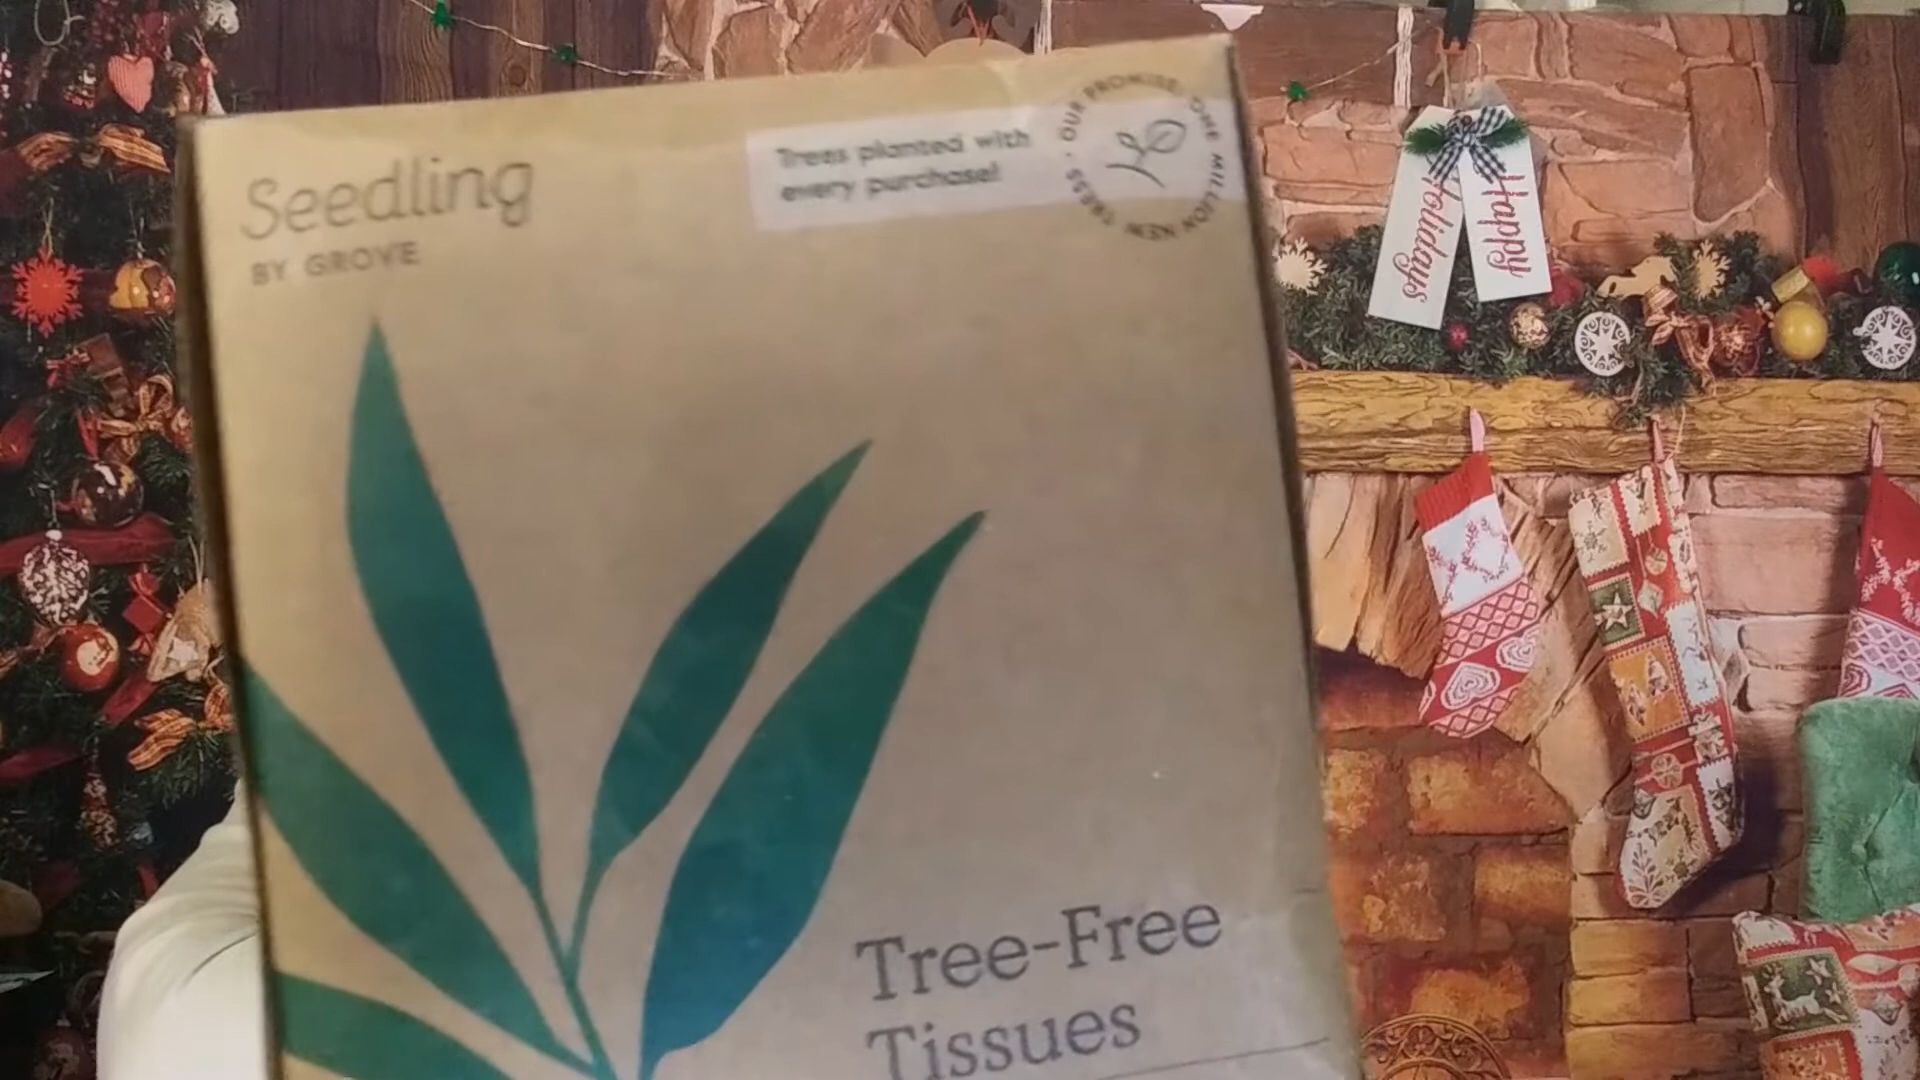 Seedling
BY GROVE
Trees planted with
every purchase!
OUR PROMISE: ONE MILLION NEW TREES •
Tree-Free
Tissues
Happy
Holidays